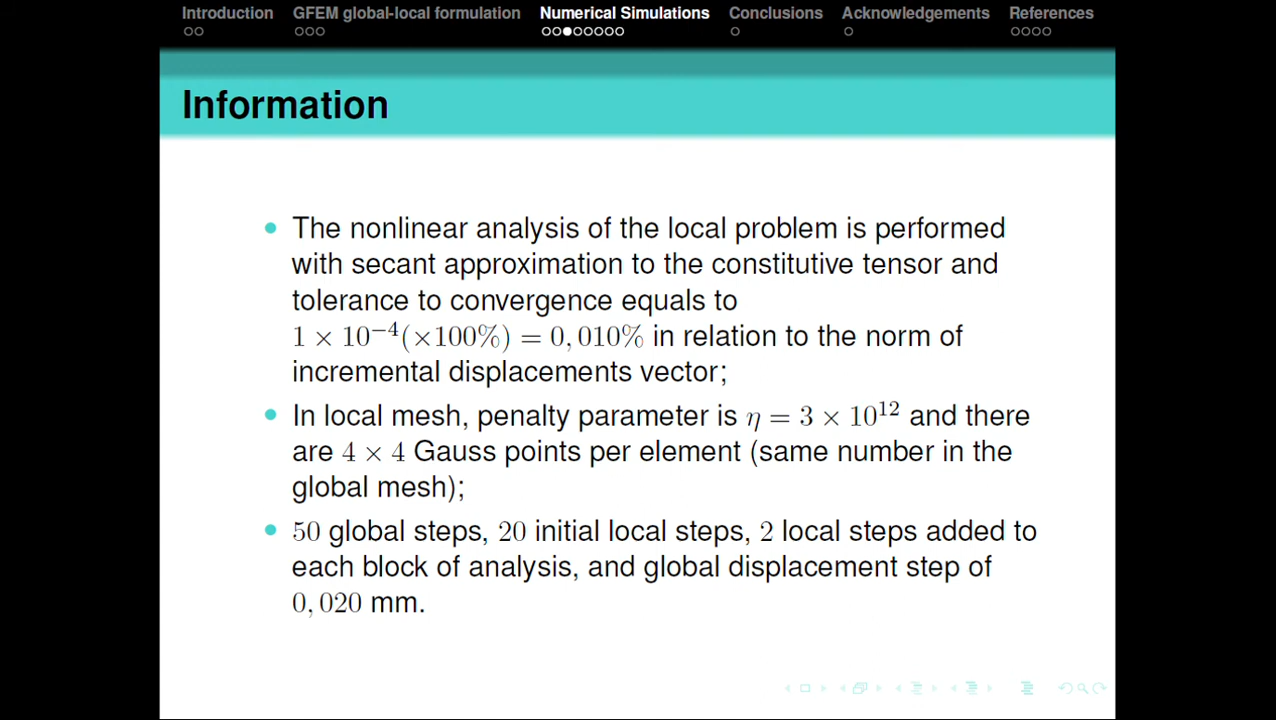 Introduction GFEM global-local formulation Numerical Simulations Conclusions Acknowledgements References
Information
The nonlinear analysis of the local problem is performed
with secant approximation to the constitutive tensor and
tolerance to convergence equals to
1 × 10⁻⁴(×100%) = 0, 010% in relation to the norm of
incremental displacements vector;
In local mesh, penalty parameter is η = 3 × 10¹² and there
are 4 × 4 Gauss points per element (same number in the
global mesh);
50 global steps, 20 initial local steps, 2 local steps added to
each block of analysis, and global displacement step of
0, 020 mm.